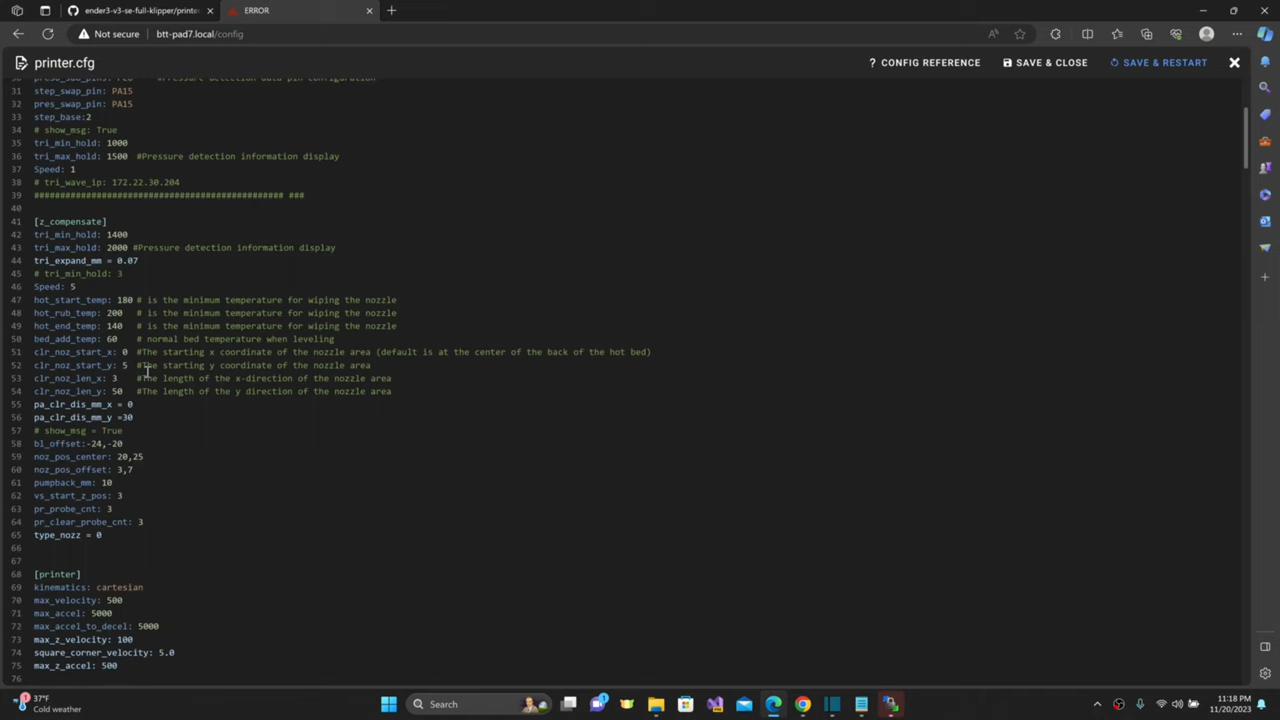 ender3-v3-se-full-klipper/printe
ERROR
Not secure
btt-pad7.local/config
printer.cfg
? CONFIG REFERENCE
SAVE & CLOSE
SAVE & RESTART
31 step_swap_pin: PA15
32 pres_swap_pin: PA15
33 step_base:2
34 # show_msg: True
35 tri_min_hold: 1000
36 tri_max_hold: 1500 #Pressure detection information display
37 Speed: 1
38 # tri_wave_ip: 172.22.30.204
39 ################################################ ###
40
41 [z_compensate]
42 tri_min_hold: 1400
43 tri_max_hold: 2000 #Pressure detection information display
44 tri_expand_mm = 0.07
45 # tri_min_hold: 3
46 Speed: 5
47 hot_start_temp: 180 # is the minimum temperature for wiping the nozzle
48 hot_rub_temp: 200 # is the minimum temperature for wiping the nozzle
49 hot_end_temp: 140 # is the minimum temperature for wiping the nozzle
50 bed_add_temp: 60 # normal bed temperature when leveling
51 clr_noz_start_x: 0 #The starting x coordinate of the nozzle area (default is at the center of the back of the hot bed)
52 clr_noz_start_y: 5 #The starting y coordinate of the nozzle area
53 clr_noz_len_x: 3 #The length of the x-direction of the nozzle area
54 clr_noz_len_y: 50 #The length of the y direction of the nozzle area
55 pa_clr_dis_mm_x = 0
56 pa_clr_dis_mm_y =30
57 # show_msg = True
58 bl_offset:-24,-20
59 noz_pos_center: 20,25
60 noz_pos_offset: 3,7
61 pumpback_mm: 10
62 vs_start_z_pos: 3
63 pr_probe_cnt: 3
64 pr_clear_probe_cnt: 3
65 type_nozz = 0
66
67
68 [printer]
69 kinematics: cartesian
70 max_velocity: 500
71 max_accel: 5000
72 max_accel_to_decel: 5000
73 max_z_velocity: 100
74 square_corner_velocity: 5.0
75 max_z_accel: 500
76
37°F
Cold weather
Search
11:18 PM
11/20/2023